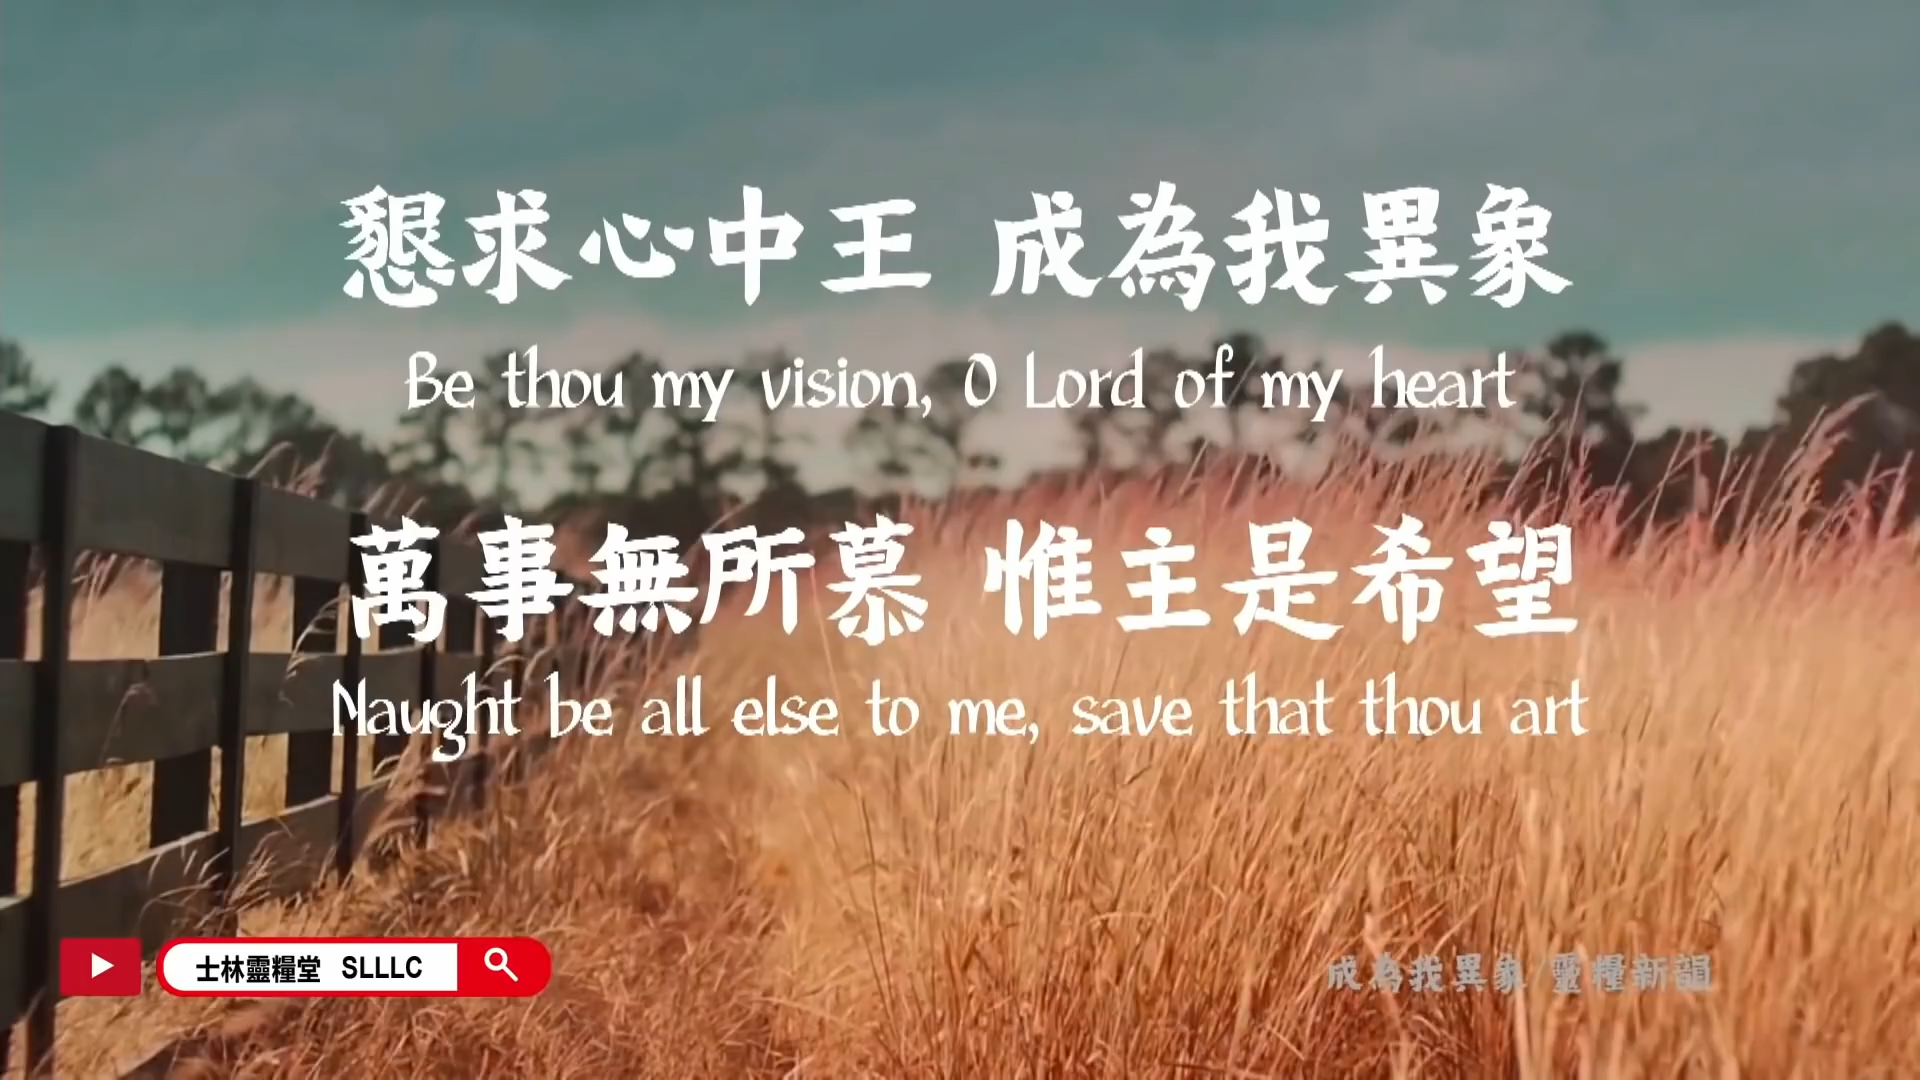 懇求心中王 成為我異象
Be thou my vision, O Lord of my heart
萬事無所慕 惟主是希望
Naught be all else to me, save that thou art
士林靈糧堂 SLLLC
成為我異象/靈糧新韻